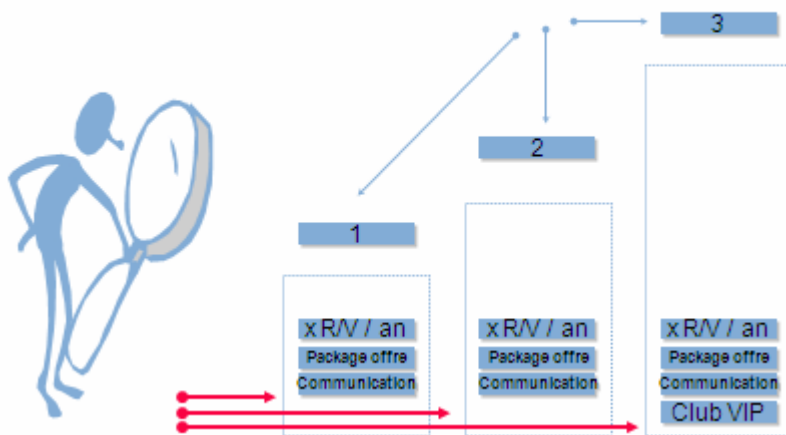 3
2
1
x R/V / an
Package offre
Communication
x R/V / an
Package offre
Communication
x R/V / an
Package offre
Communication
Club VIP